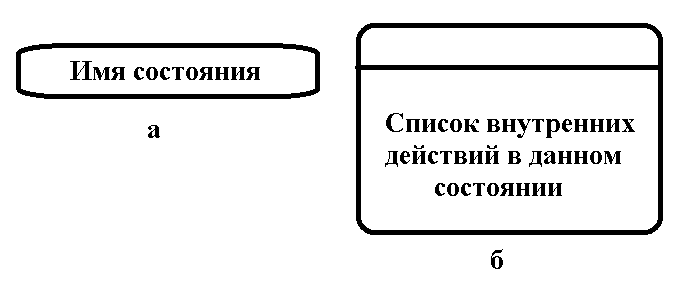 Имя состояния
а
Список внутренних
действий в данном
состоянии
б